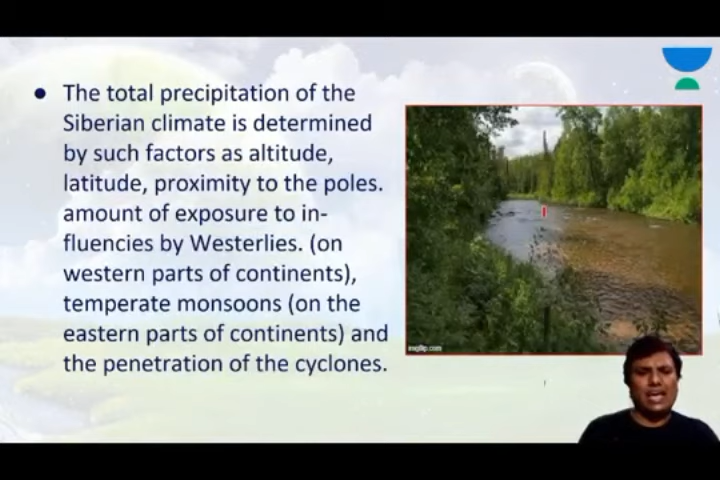 The total precipitation of the
Siberian climate is determined
by such factors as altitude,
latitude, proximity to the poles.
amount of exposure to in-
fluencies by Westerlies. (on
western parts of continents),
temperate monsoons (on the
eastern parts of continents) and
the penetration of the cyclones.
imgflip.com